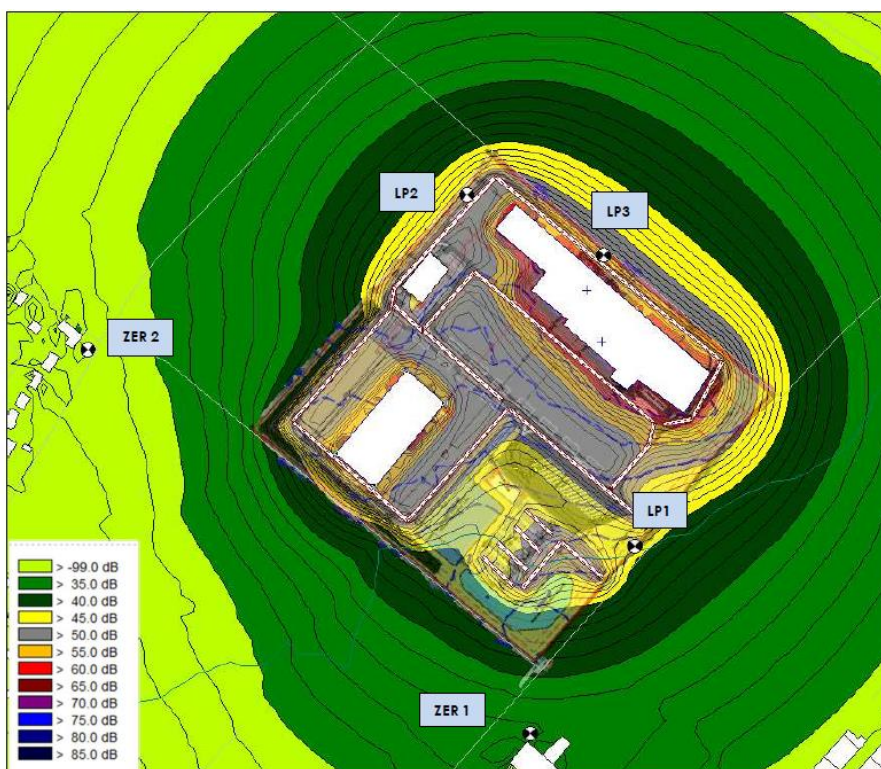 LP2
LP3
ZER 2
LP1
> -99.0 dB
> 35.0 dB
> 40.0 dB
> 45.0 dB
> 50.0 dB
> 55.0 dB
> 60.0 dB
> 65.0 dB
> 70.0 dB
> 75.0 dB
> 80.0 dB
> 85.0 dB
ZER 1